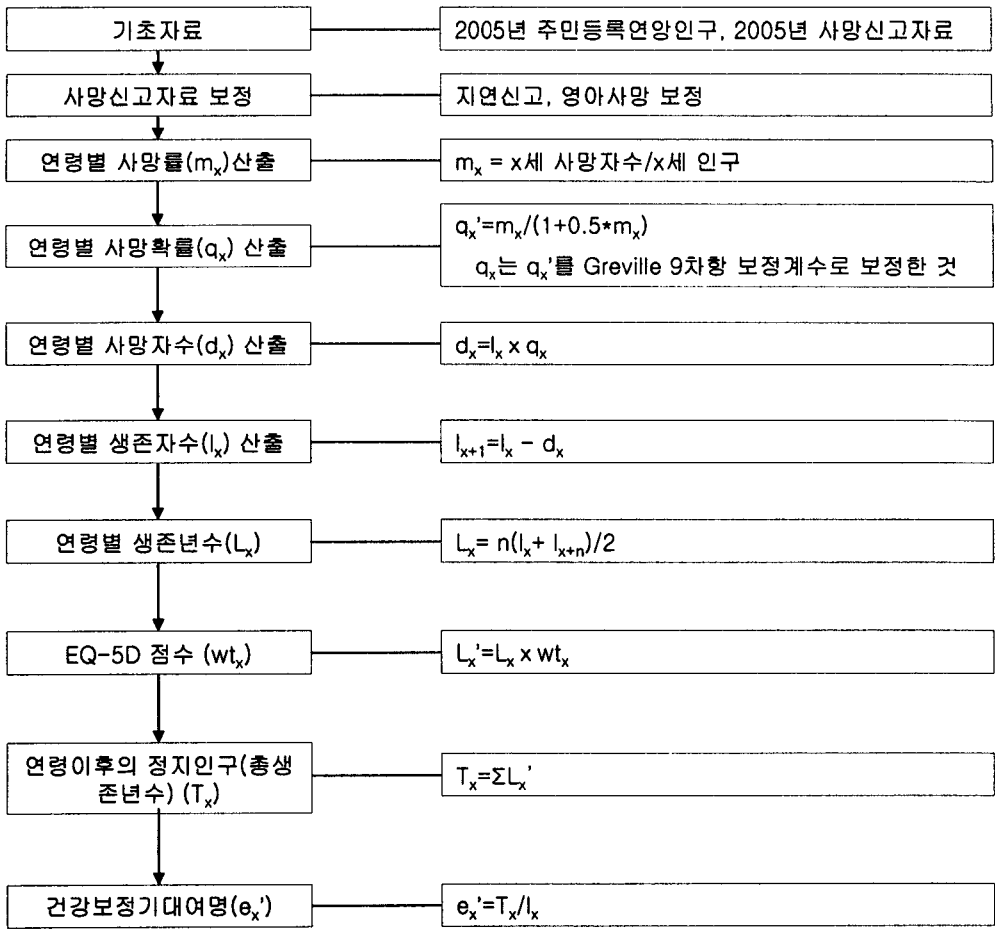 기초자료
2005년 주민등록연앙인구, 2005년 사망신고자료
사망신고자료 보정
지연신고, 영아사망 보정
연령별 사망률(mx)산출
mx = x세 사망자수/x세 인구
연령별 사망확률(qx) 산출
qx'=mx/(1+0.5*mx)
qx는 qx'를 Greville 9차항 보정계수로 보정한 것
연령별 사망자수(dx) 산출
dx=lx x qx
연령별 생존자수(lx) 산출
lx+1=lx - dx
연령별 생존년수(Lx)
Lx= n(lx+ lx+n)/2
EQ-5D 점수 (wtx)
Lx'=Lx x wtx
연령이후의 정지인구(총생
존년수) (Tx)
Tx=ΣLx'
건강보정기대여명(ex')
ex'=Tx/lx